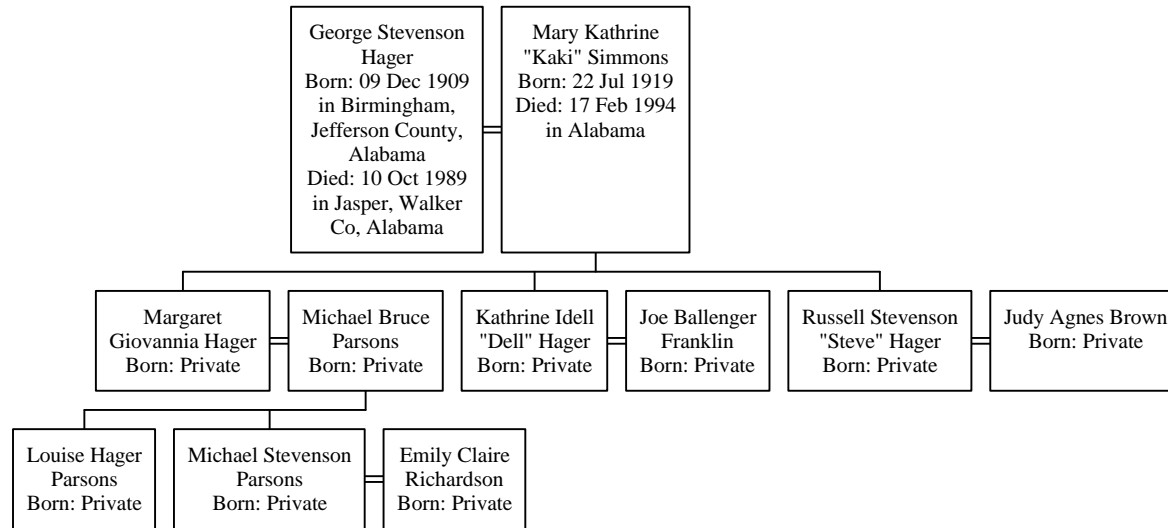 George Stevenson
Hager
Born: 09 Dec 1909
in Birmingham,
Jefferson County,
Alabama
Died: 10 Oct 1989
in Jasper, Walker
Co, Alabama
Mary Kathrine
"Kaki" Simmons
Born: 22 Jul 1919
Died: 17 Feb 1994
in Alabama
Margaret
Giovannia Hager
Born: Private
Michael Bruce
Parsons
Born: Private
Kathrine Idell
"Dell" Hager
Born: Private
Joe Ballenger
Franklin
Born: Private
Russell Stevenson
"Steve" Hager
Born: Private
Judy Agnes Brown
Born: Private
Louise Hager
Parsons
Born: Private
Michael Stevenson
Parsons
Born: Private
Emily Claire
Richardson
Born: Private